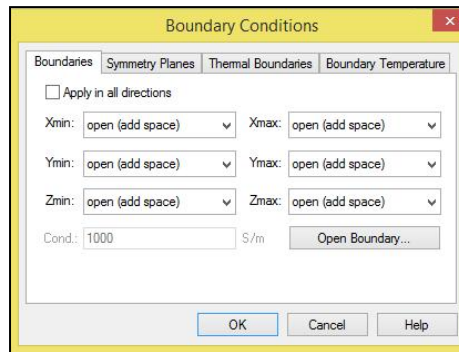 Boundary Conditions
Boundaries Symmetry Planes Thermal Boundaries Boundary Temperature
Apply in all directions
Xmin: open (add space) Xmax: open (add space)
Ymin: open (add space) Ymax: open (add space)
Zmin: open (add space) Zmax: open (add space)
Cond.: 1000 S/m Open Boundary...
OK Cancel Help